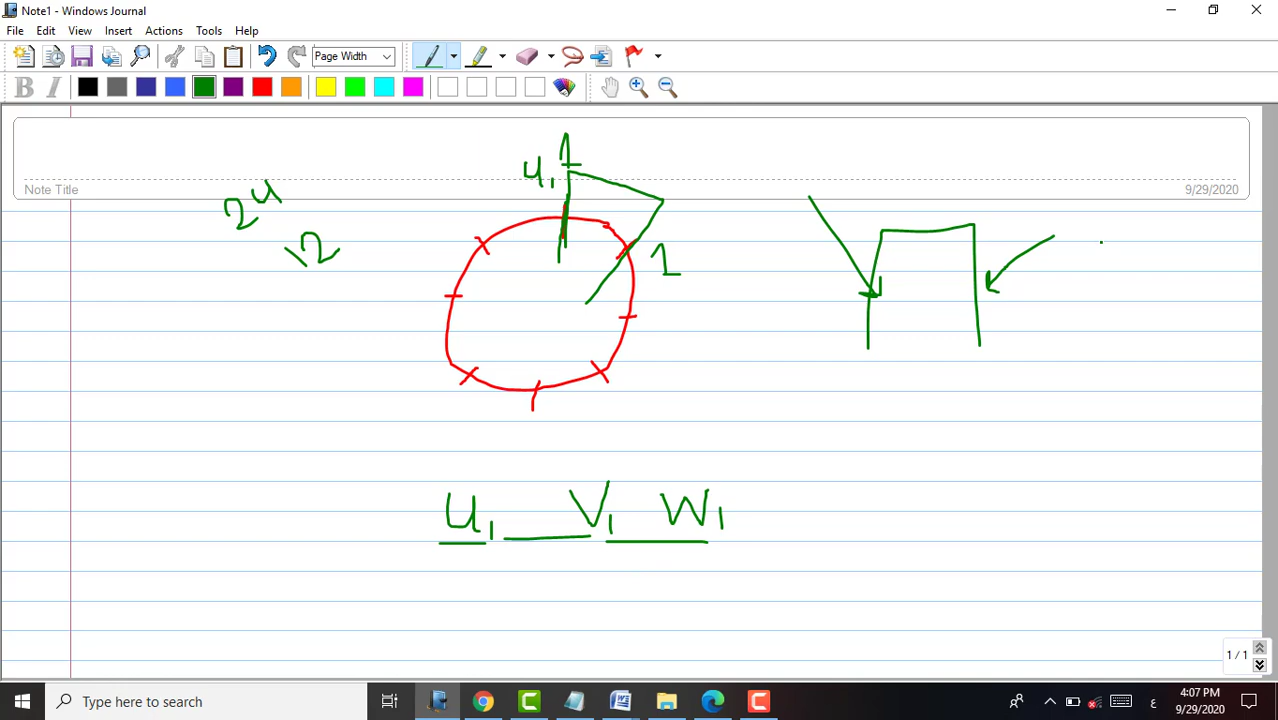 Note1 - Windows Journal
File Edit View Insert Actions Tools Help
Page Width
B I
Note Title
9/29/2020
U1
1
24
12
1
U1 V1 W1
1 / 1
Type here to search
ع
4:07 PM
9/29/2020